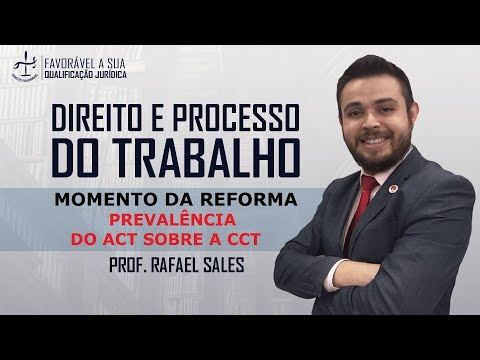 FAVORÁVEL A SUA
QUALIFICAÇÃO JURÍDICA
DIREITO E PROCESSO
DO TRABALHO
MOMENTO DA REFORMA
PREVALÊNCIA
DO ACT SOBRE A CCT
PROF. RAFAEL SALES